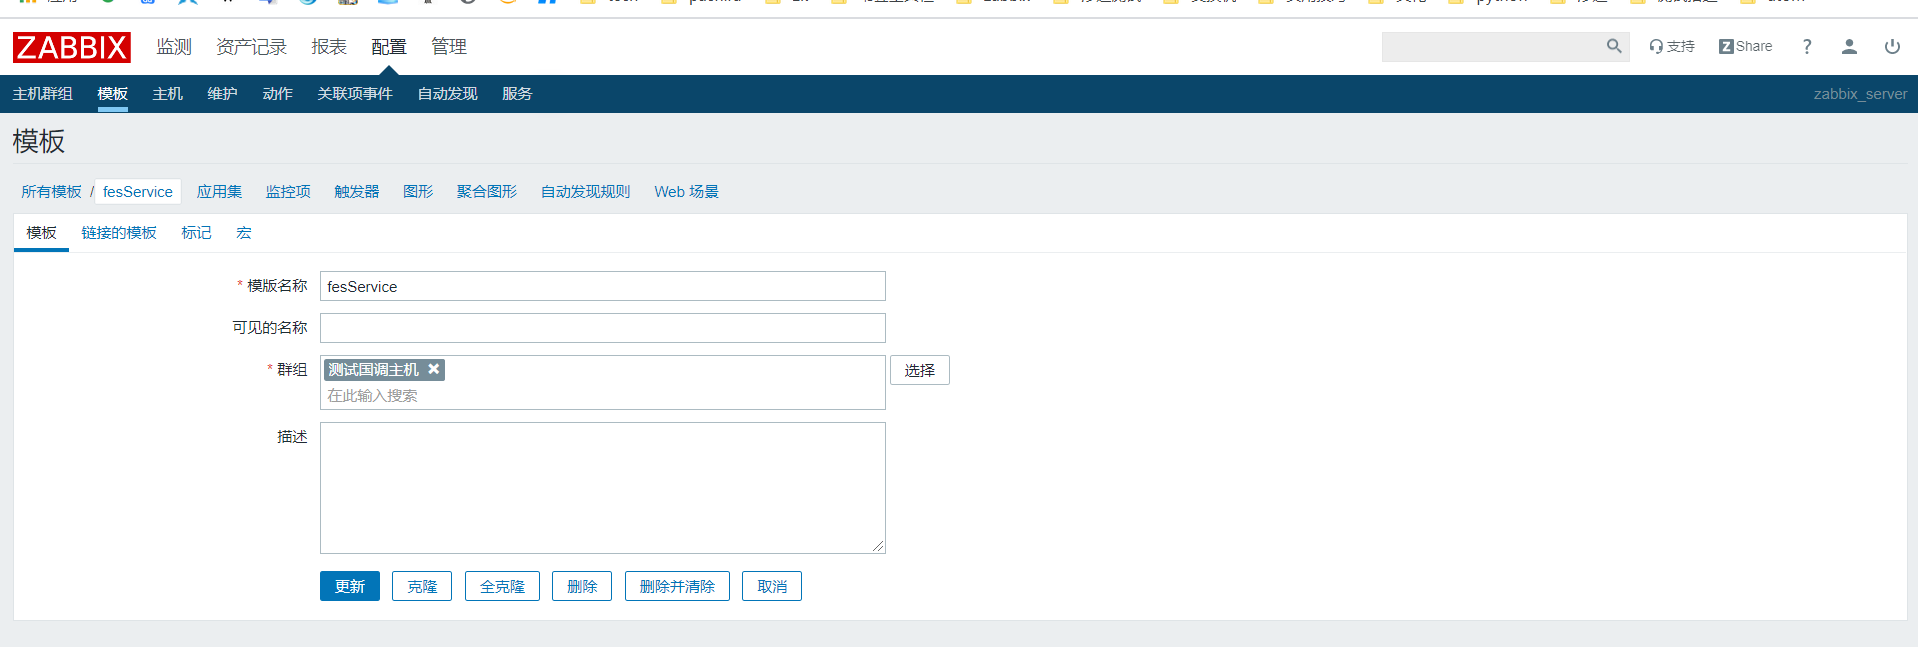 ZABBIX 监测 资产记录 报表 配置 管理 支持 Z Share ?
主机群组 模板 主机 维护 动作 关联项事件 自动发现 服务 zabbix_server
模板
所有模板 / fesService 应用集 监控项 触发器 图形 聚合图形 自动发现规则 Web 场景
模板 链接的模板 标记 宏
* 模版名称 fesService
可见的名称
* 群组 测试国调主机 选择
在此输入搜索
描述
更新 克隆 全克隆 删除 删除并清除 取消